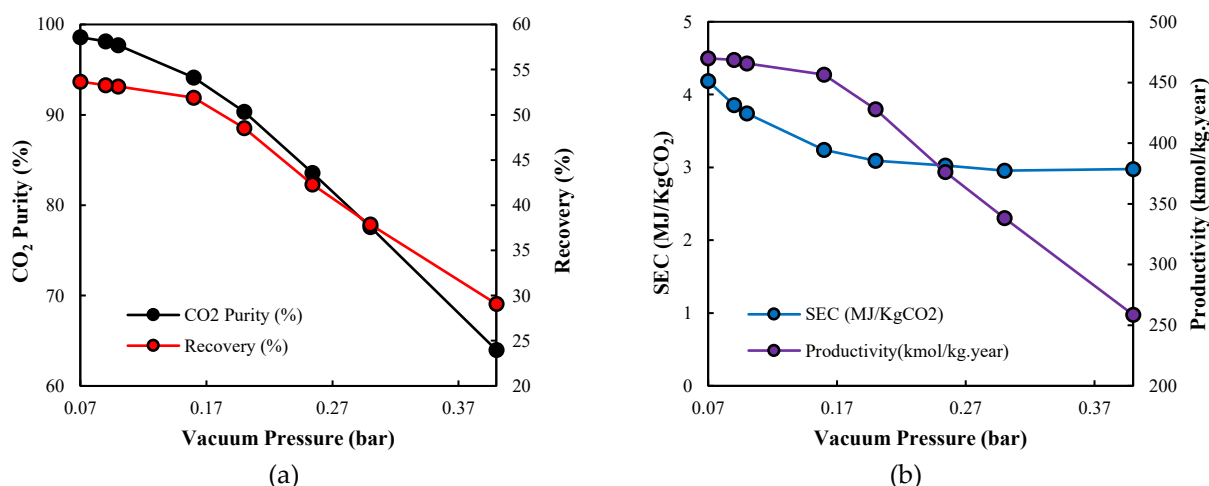 100
90
80
70
60
CO₂ Purity (%)
60
55
50
45
40
35
30
25
20
Recovery (%)
CO2 Purity (%)
Recovery (%)
0.07 0.17 0.27 0.37
Vacuum Pressure (bar)
(a)
5
4
3
2
1
0
SEC (MJ/KgCO₂)
500
450
400
350
300
250
200
Productivity (kmol/kg.year)
SEC (MJ/KgCO2)
Productivity(kmol/kg.year)
0.07 0.17 0.27 0.37
Vacuum Pressure (bar)
(b)